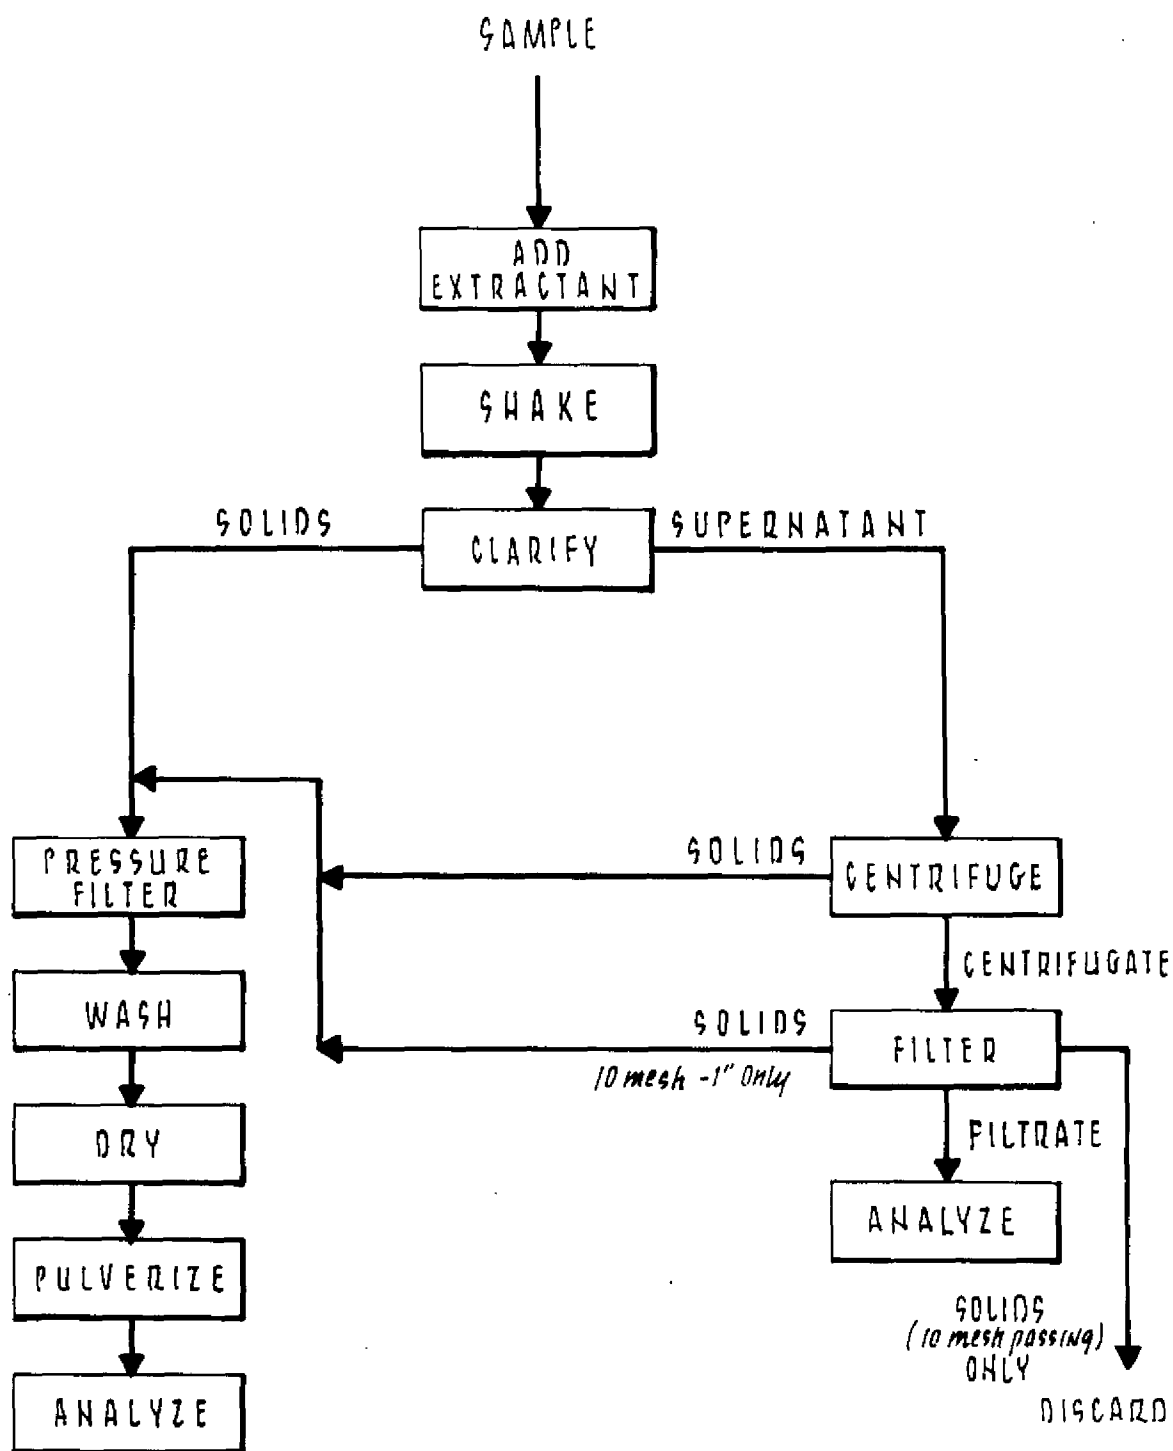 SAMPLE
ADD
EXTRACTANT
SHAKE
SOLIDS
CLARIFY
SUPERNATANT
PRESSURE
FILTER
SOLIDS
CENTRIFUGE
CENTRIFUGATE
WASH
SOLIDS
10 mesh -1" Only
FILTER
DRY
FILTRATE
ANALYZE
PULVERIZE
SOLIDS
(10 mesh passing)
ONLY
ANALYZE
DISCARD